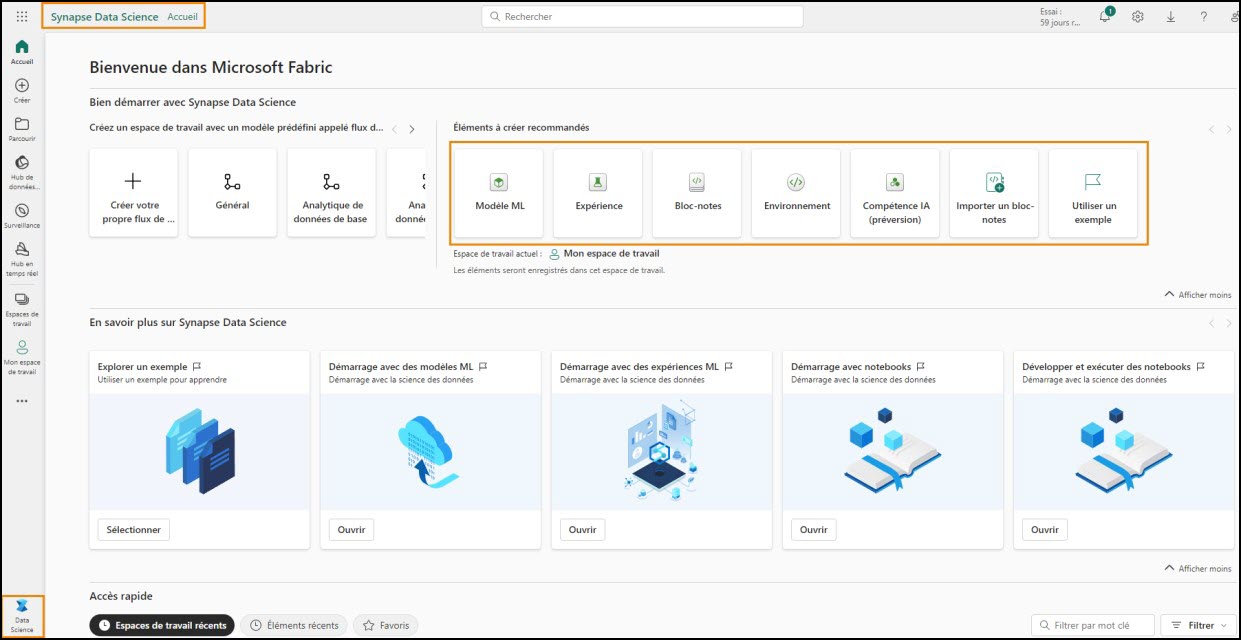 Synapse Data Science Accueil
Rechercher
Essai :
59 jours r...
1
Accueil
Créer
Parcourir
Hub de
données...
Surveillance
Hub en
temps réel
Espaces de
travail
Mon espace
de travail
Data
Science
Bienvenue dans Microsoft Fabric
Bien démarrer avec Synapse Data Science
Créez un espace de travail avec un modèle prédéfini appelé flux d...
Créer votre
propre flux de ...
Général
Analytique de
données de base
Ana
donnée
Éléments à créer recommandés
Modèle ML
Expérience
Bloc-notes
Environnement
Compétence IA
(préversion)
Importer un bloc-
notes
Utiliser un
exemple
Espace de travail actuel : Mon espace de travail
Les éléments seront enregistrés dans cet espace de travail.
Afficher moins
En savoir plus sur Synapse Data Science
Explorer un exemple
Utiliser un exemple pour apprendre
Sélectionner
Démarrage avec des modèles ML
Démarrage avec la science des données
Ouvrir
Démarrage avec des expériences ML
Démarrage avec la science des données
Ouvrir
Démarrage avec notebooks
Démarrage avec la science des données
Ouvrir
Développer et exécuter des notebooks
Démarrage avec la science des données
Ouvrir
Afficher moins
Accès rapide
Espaces de travail récents
Éléments récents
Favoris
Filtrer par mot clé
Filtrer